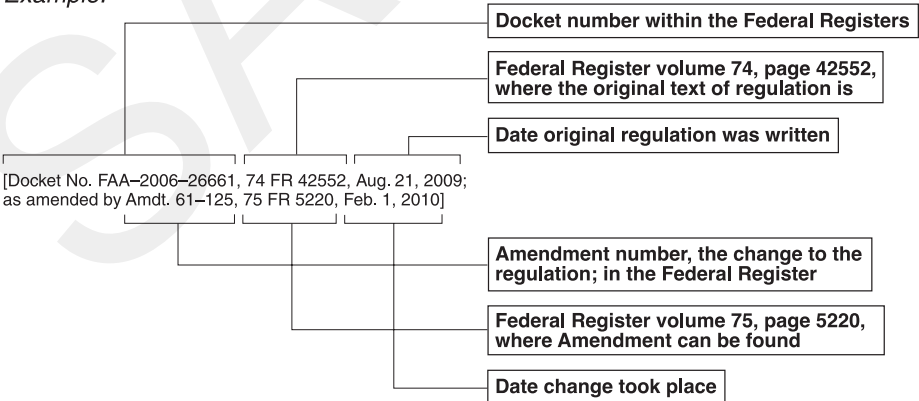 Example:
Docket number within the Federal Registers
Federal Register volume 74, page 42552,
where the original text of regulation is
Date original regulation was written
[Docket No. FAA–2006–26661, 74 FR 42552, Aug. 21, 2009;
as amended by Amdt. 61–125, 75 FR 5220, Feb. 1, 2010]
Amendment number, the change to the
regulation; in the Federal Register
Federal Register volume 75, page 5220,
where Amendment can be found
Date change took place